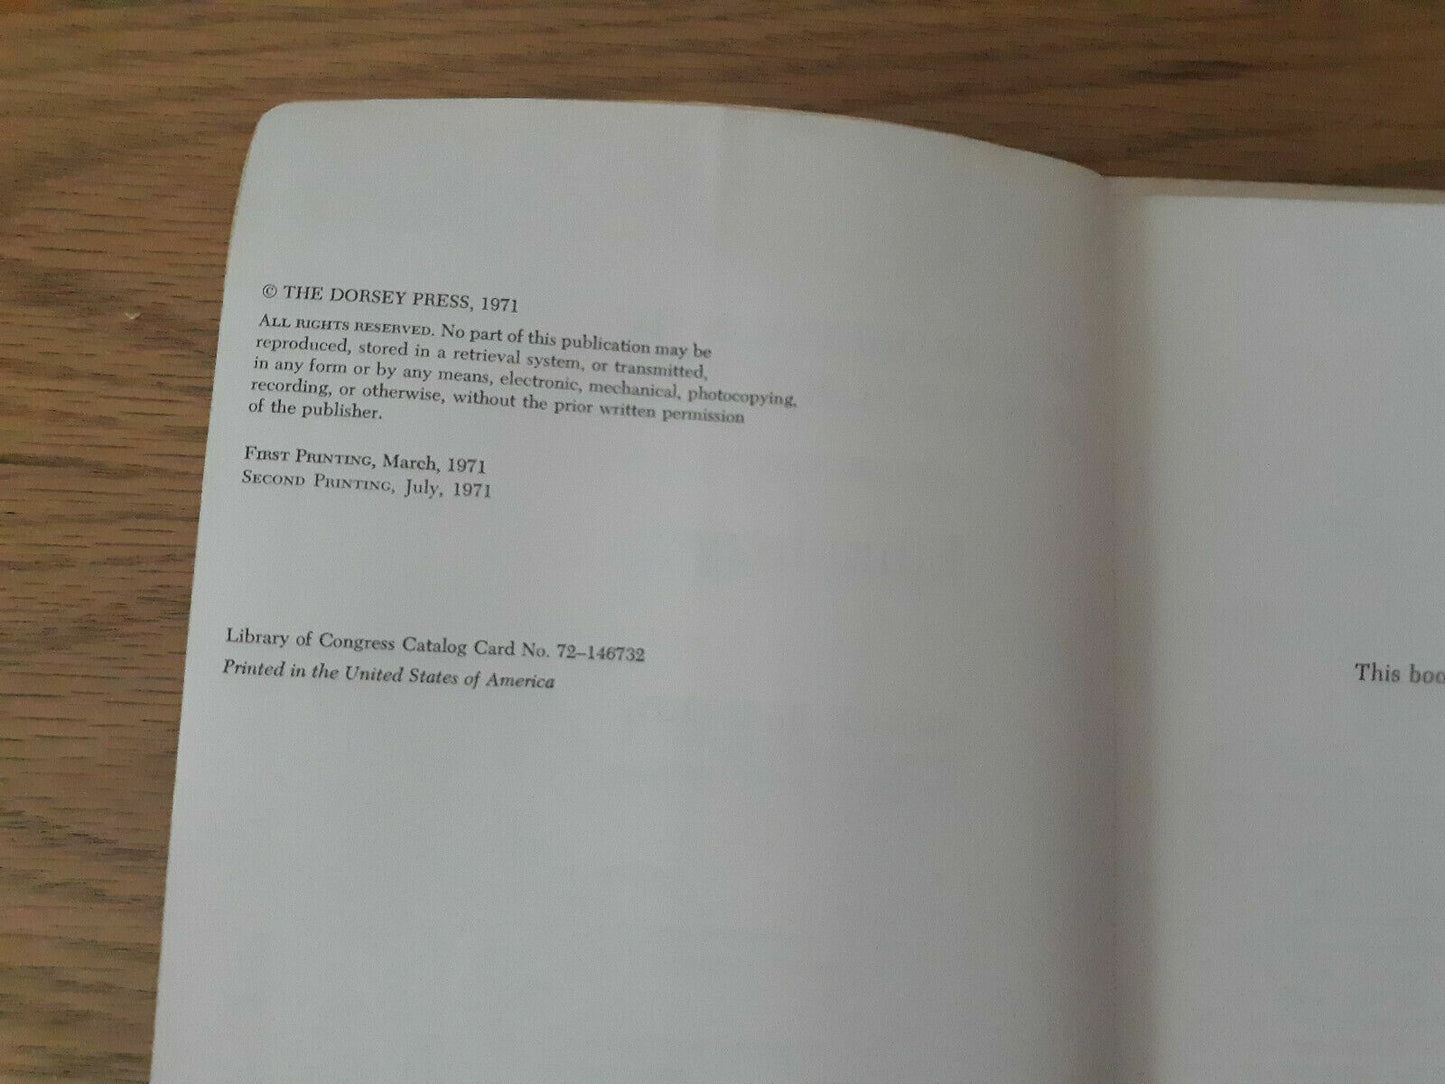 © THE DORSEY PRESS, 1971
ALL RIGHTS RESERVED. No part of this publication may be
reproduced, stored in a retrieval system, or transmitted,
in any form or by any means, electronic, mechanical, photocopying,
recording, or otherwise, without the prior written permission
of the publisher.
FIRST PRINTING, March, 1971
SECOND PRINTING, July, 1971
Library of Congress Catalog Card No. 72–146732
Printed in the United States of America
This boo